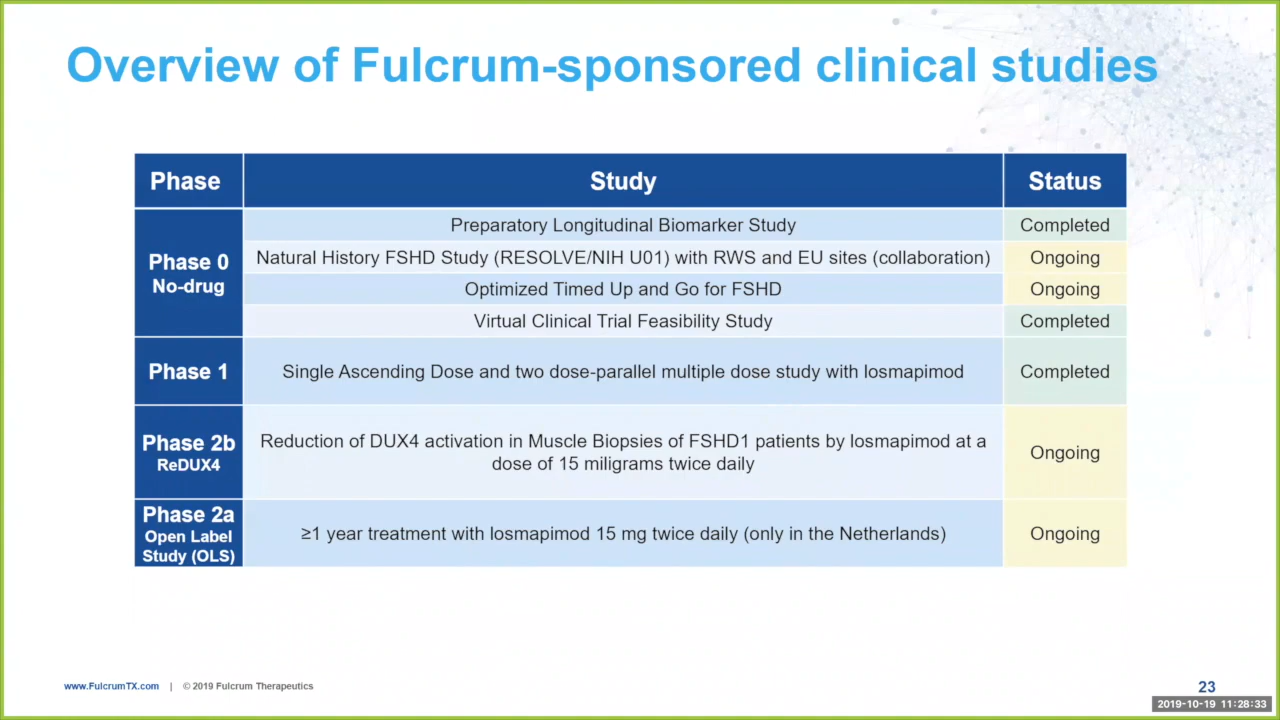 Overview of Fulcrum-sponsored clinical studies
Phase Study Status
Phase 0
No-drug
Preparatory Longitudinal Biomarker Study Completed
Natural History FSHD Study (RESOLVE/NIH U01) with RWS and EU sites (collaboration) Ongoing
Optimized Timed Up and Go for FSHD Ongoing
Virtual Clinical Trial Feasibility Study Completed
Phase 1 Single Ascending Dose and two dose-parallel multiple dose study with losmapimod Completed
Phase 2b
ReDUX4
Reduction of DUX4 activation in Muscle Biopsies of FSHD1 patients by losmapimod at a
dose of 15 miligrams twice daily
Ongoing
Phase 2a
Open Label
Study (OLS)
≥1 year treatment with losmapimod 15 mg twice daily (only in the Netherlands) Ongoing
www.FulcrumTX.com | © 2019 Fulcrum Therapeutics 23
2019-10-19 11:28:33